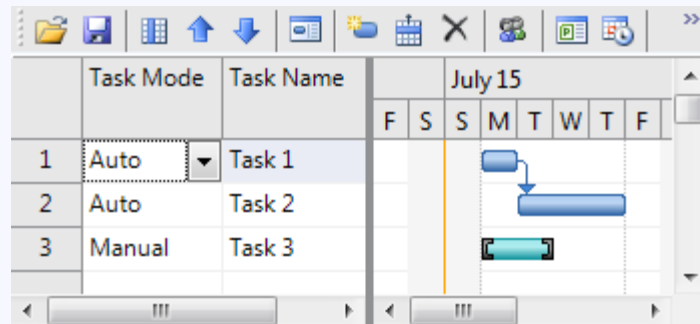 Task Mode Task Name July 15
F S S M T W T F
1 Auto Task 1
2 Auto Task 2
3 Manual Task 3